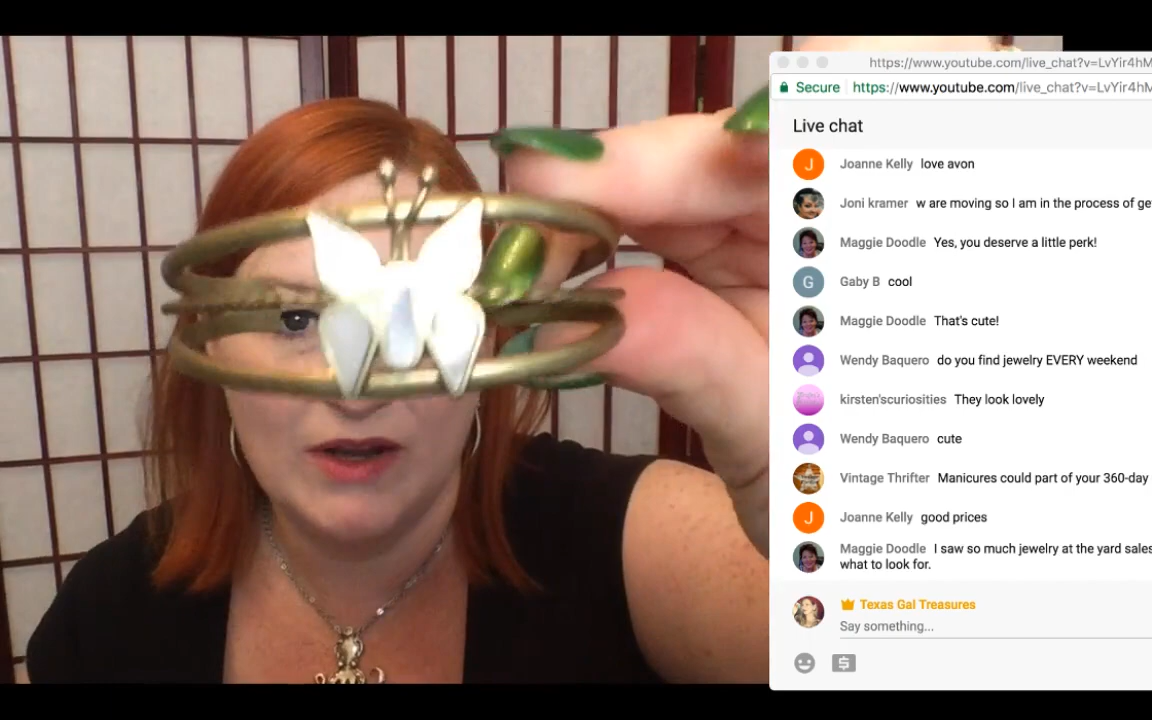 https://www.youtube.com/live_chat?v=LvYir4hM
Secure https://www.youtube.com/live_chat?v=LvYir4hM
Live chat
J Joanne Kelly love avon
Joni kramer w are moving so I am in the process of ge
Maggie Doodle Yes, you deserve a little perk!
G Gaby B cool
Maggie Doodle That's cute!
Wendy Baquero do you find jewelry EVERY weekend
kirsten'scuriosities They look lovely
Wendy Baquero cute
Vintage Thrifter Manicures could part of your 360-day
J Joanne Kelly good prices
Maggie Doodle I saw so much jewelry at the yard sales
what to look for.
Texas Gal Treasures
Say something...